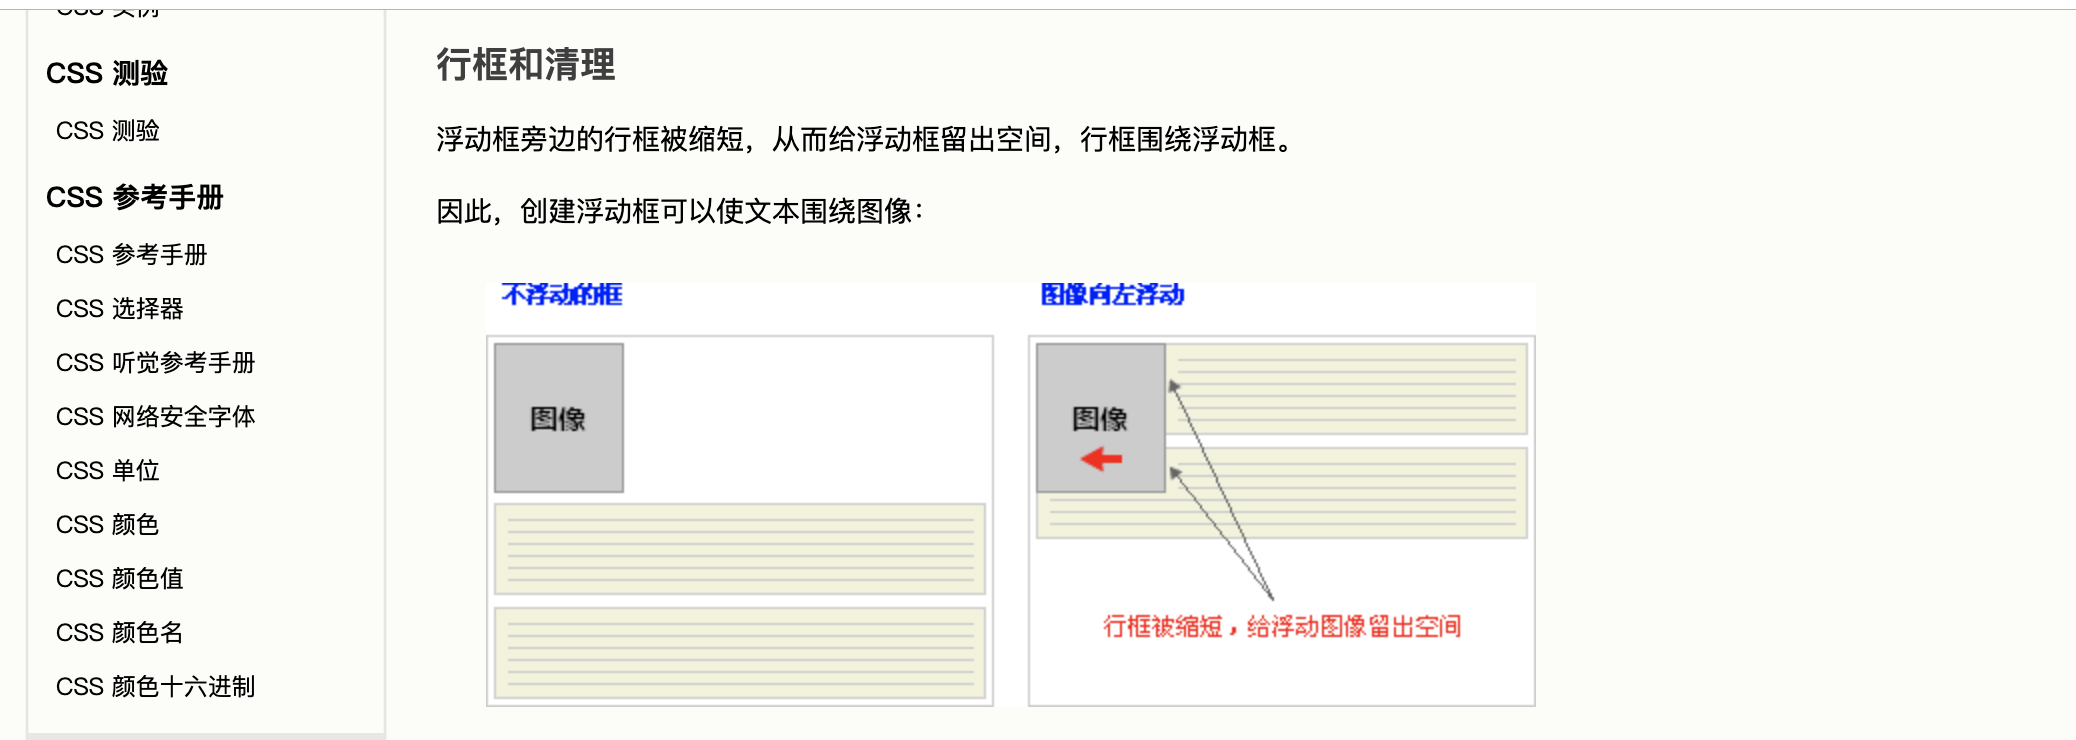 CSS 实例
CSS 测验
CSS 测验
CSS 参考手册
CSS 参考手册
CSS 选择器
CSS 听觉参考手册
CSS 网络安全字体
CSS 单位
CSS 颜色
CSS 颜色值
CSS 颜色名
CSS 颜色十六进制
行框和清理
浮动框旁边的行框被缩短，从而给浮动框留出空间，行框围绕浮动框。
因此，创建浮动框可以使文本围绕图像：
不浮动的框
图像
图像向左浮动
图像
行框被缩短，给浮动图像留出空间